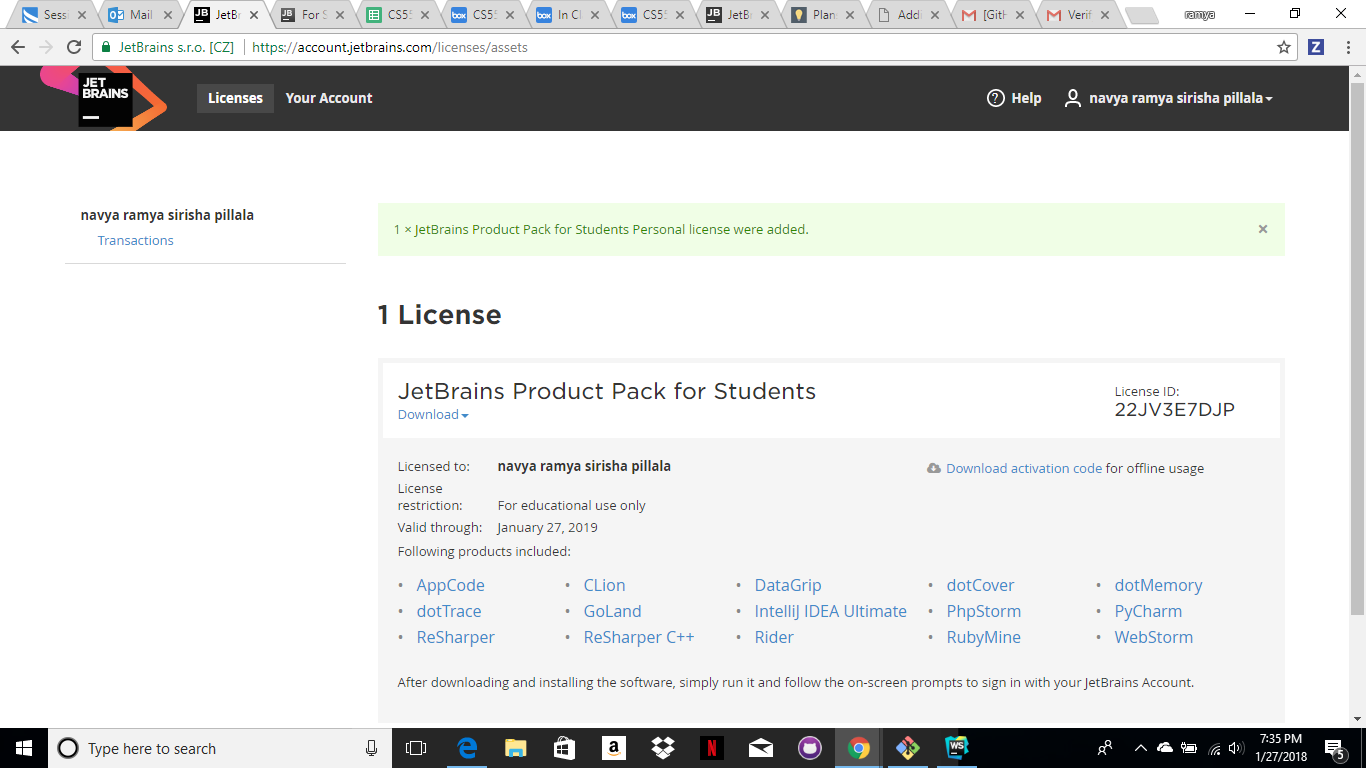 Sess
Mail
JetBr
For S
CS55
CS55
In Cl
CS55
JetBr
Plan
Addi
[GitH
Verif
ramya
JetBrains s.r.o. [CZ]
https://account.jetbrains.com/licenses/assets
JET
BRAINS
Licenses
Your Account
Help
navya ramya sirisha pillala
navya ramya sirisha pillala
Transactions
1 × JetBrains Product Pack for Students Personal license were added.
1 License
JetBrains Product Pack for Students
Download
License ID:
22JV3E7DJP
Licensed to: navya ramya sirisha pillala
Download activation code for offline usage
License
restriction: For educational use only
Valid through: January 27, 2019
Following products included:
• AppCode • CLion • DataGrip • dotCover • dotMemory
• dotTrace • GoLand • IntelliJ IDEA Ultimate • PhpStorm • PyCharm
• ReSharper • ReSharper C++ • Rider • RubyMine • WebStorm
After downloading and installing the software, simply run it and follow the on-screen prompts to sign in with your JetBrains Account.
Type here to search
7:35 PM
1/27/2018
5